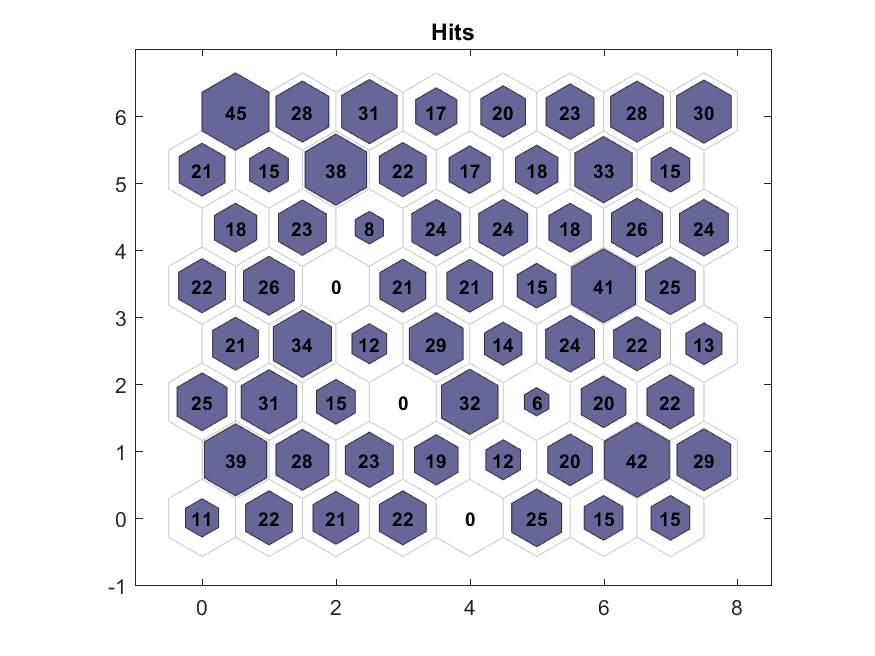 Hits
6
45 28 31 17 20 23 28 30
21 15 38 22 17 18 33 15
5
18 23 8 24 24 18 26 24
4
22 26 0 21 21 15 41 25
3
21 34 12 29 14 24 22 13
2
25 31 15 0 32 6 20 22
1
39 28 23 19 12 20 42 29
0
11 22 21 22 0 25 15 15
-1
0 2 4 6 8